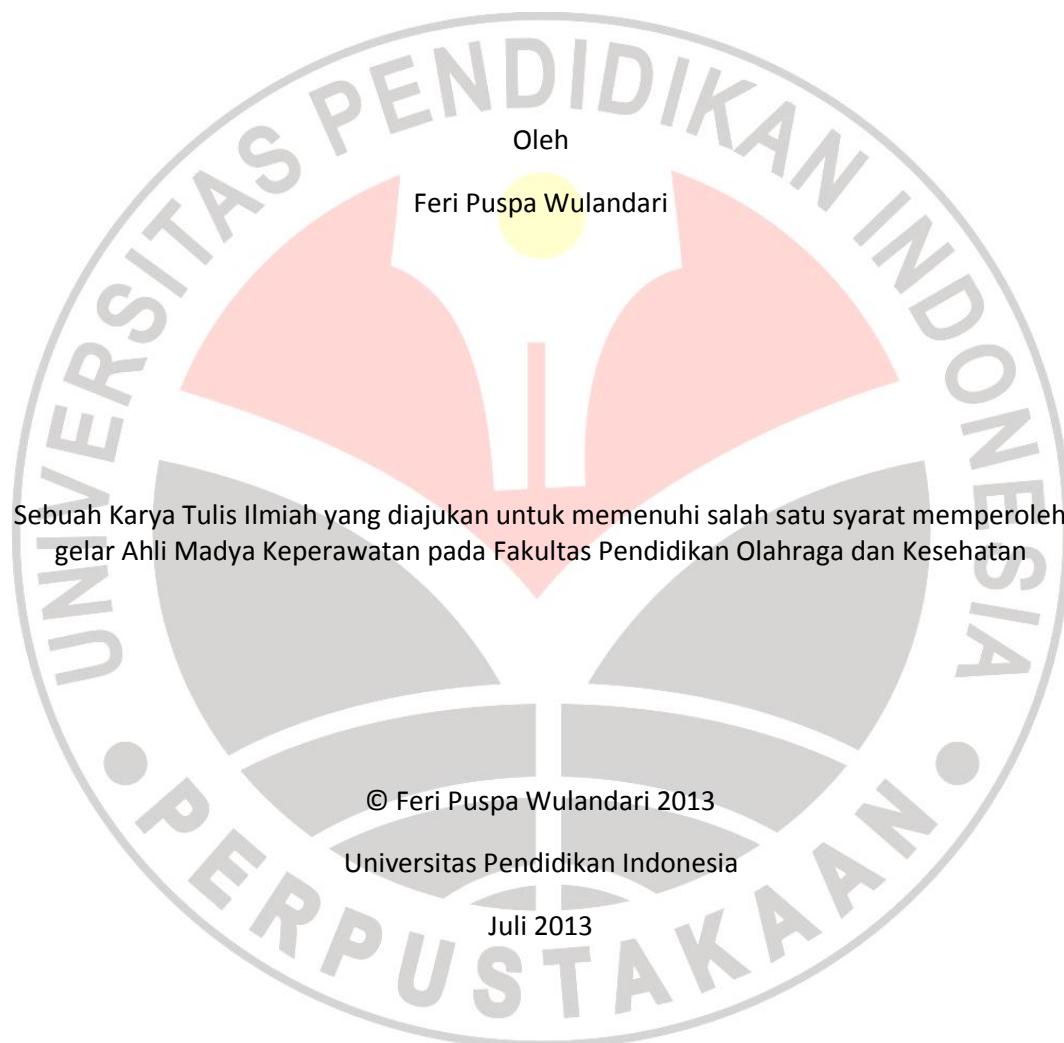 UNIVERSITAS PENDIDIKAN INDONESIA
Oleh
Feri Puspa Wulandari
Sebuah Karya Tulis Ilmiah yang diajukan untuk memenuhi salah satu syarat memperoleh
gelar Ahli Madya Keperawatan pada Fakultas Pendidikan Olahraga dan Kesehatan
© Feri Puspa Wulandari 2013
Universitas Pendidikan Indonesia
Juli 2013
PERPUSTAKAAN